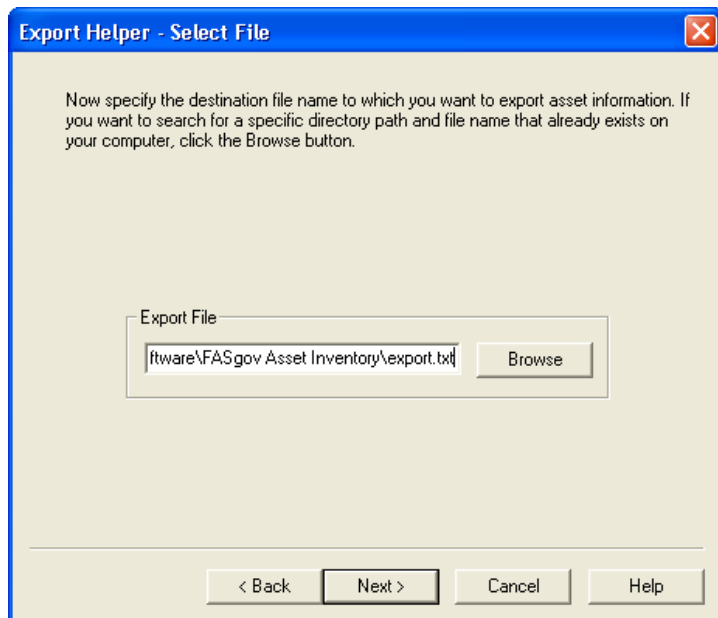 Export Helper - Select File
Now specify the destination file name to which you want to export asset information. If
you want to search for a specific directory path and file name that already exists on
your computer, click the Browse button.
Export File
ftware\FASgov Asset Inventory\export.txt
Browse
< Back
Next >
Cancel
Help